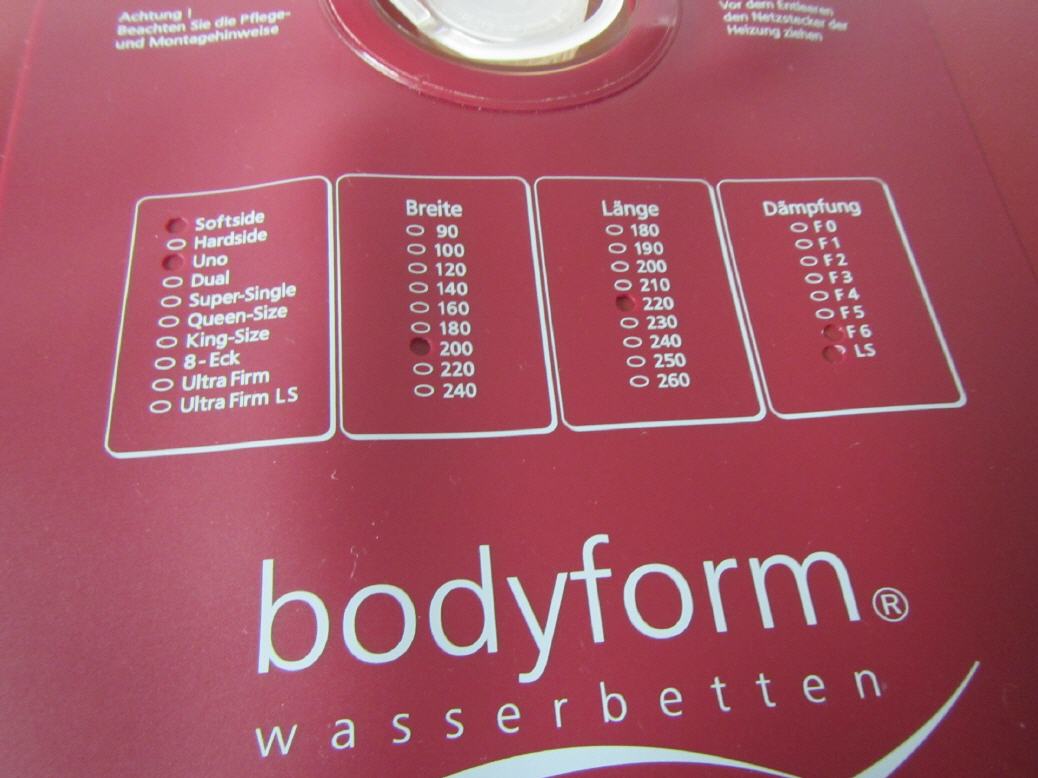 Achtung !
Beachten Sie die Pflege-
und Montagehinweise
Vor dem Entleeren
den Netzstecker der
Heizung ziehen
Softside
Hardside
Uno
Dual
Super-Single
Queen-Size
King-Size
8-Eck
Ultra Firm
Ultra Firm LS
Breite
90
100
120
140
160
180
200
220
240
Länge
180
190
200
210
220
230
240
250
260
Dämpfung
F0
F1
F2
F3
F4
F5
F6
LS
bodyform®
wasserbetten